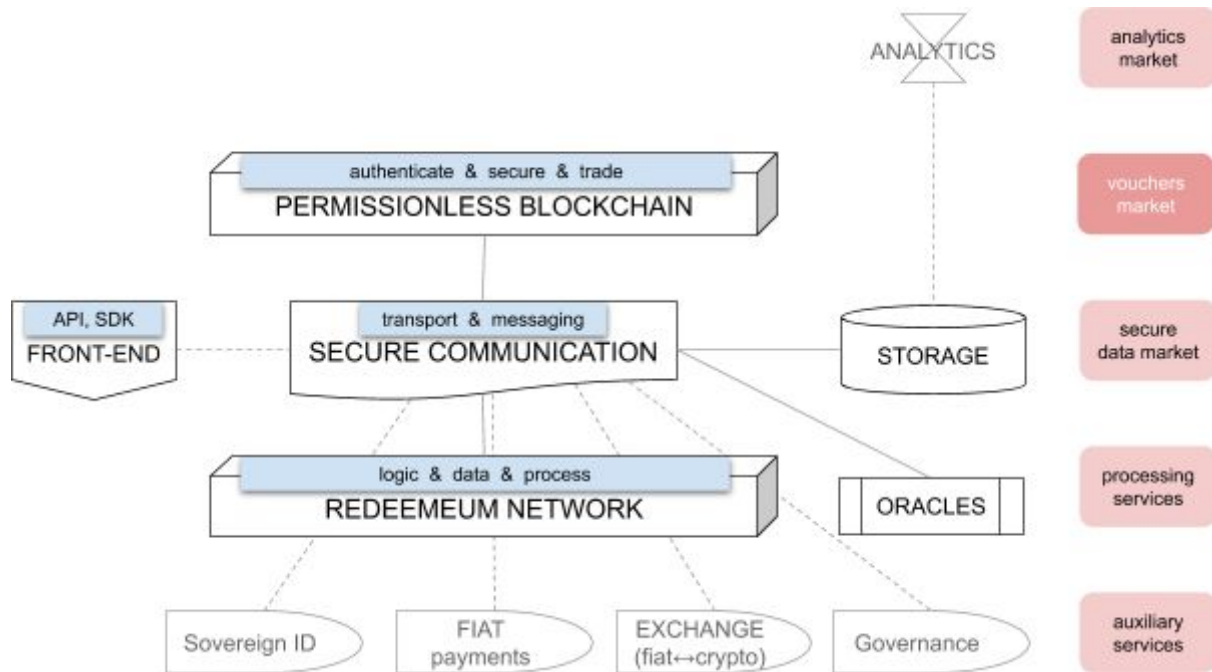 ANALYTICS
analytics
market
authenticate & secure & trade
PERMISSIONLESS BLOCKCHAIN
vouchers
market
API, SDK
FRONT-END
transport & messaging
SECURE COMMUNICATION
STORAGE
secure
data market
logic & data & process
REDEEMEUM NETWORK
ORACLES
processing
services
Sovereign ID
FIAT
payments
EXCHANGE
(fiat↔crypto)
Governance
auxiliary
services